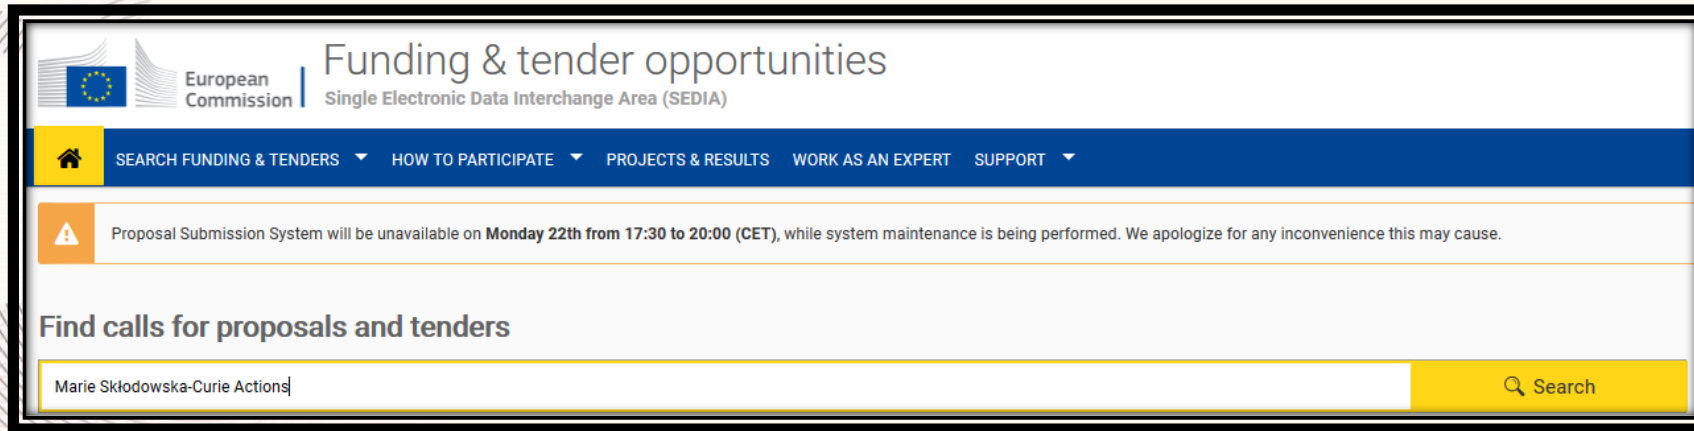 European
Commission
Funding & tender opportunities
Single Electronic Data Interchange Area (SEDIA)
SEARCH FUNDING & TENDERS HOW TO PARTICIPATE PROJECTS & RESULTS WORK AS AN EXPERT SUPPORT
Proposal Submission System will be unavailable on Monday 22th from 17:30 to 20:00 (CET), while system maintenance is being performed. We apologize for any inconvenience this may cause.
Find calls for proposals and tenders
Marie Skłodowska-Curie Actions
Search